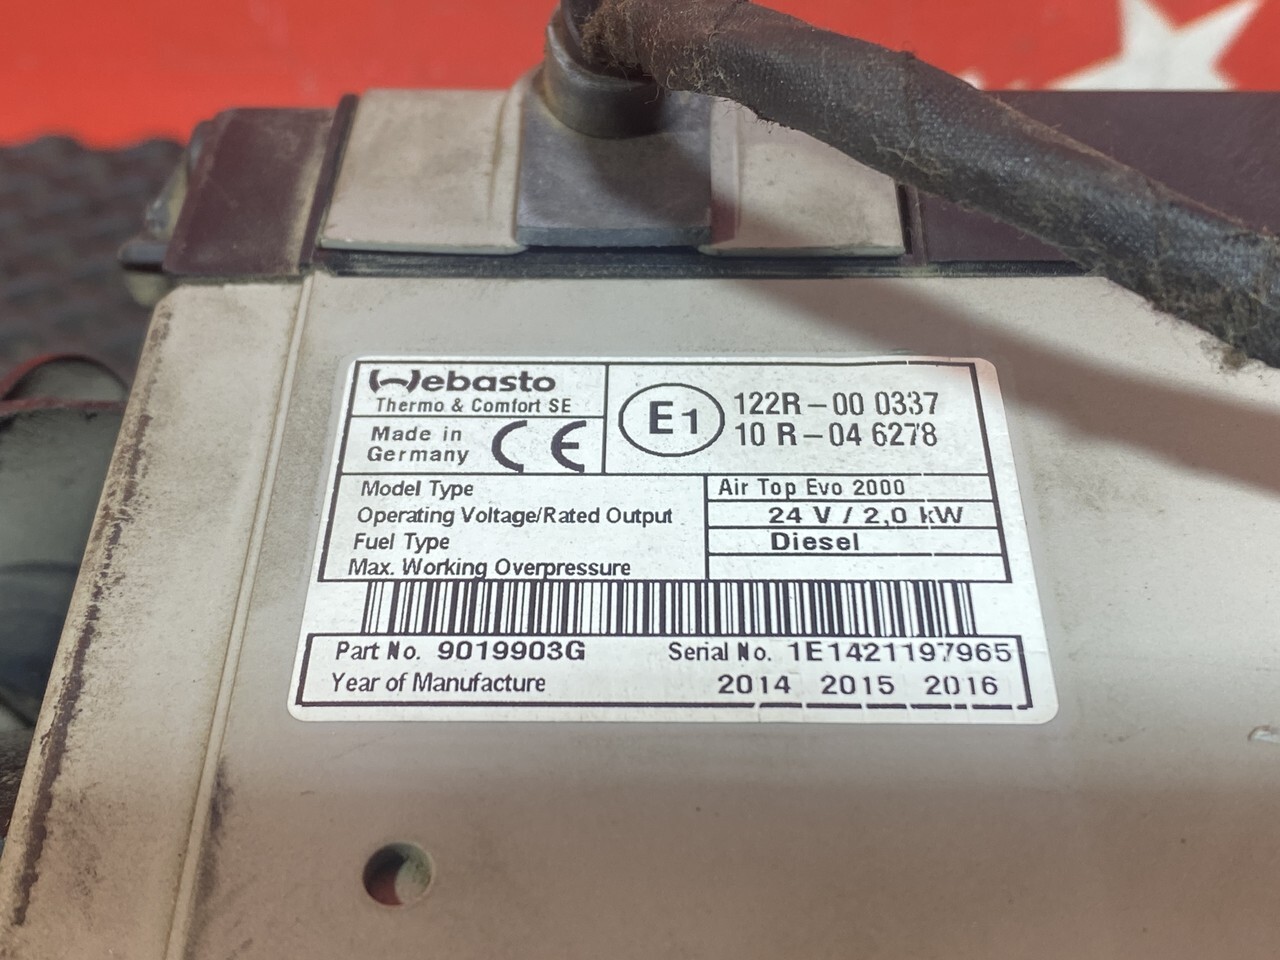 Webasto
Thermo & Comfort SE
Made in
Germany
CE
E1
122R-00 0337
10 R-04 6278
Model Type
Air Top Evo 2000
Operating Voltage/Rated Output
24 V / 2,0 kW
Fuel Type
Diesel
Max. Working Overpressure
Part No. 9019903G
Serial No. 1E1421197965
Year of Manufacture
2014 2015 2016